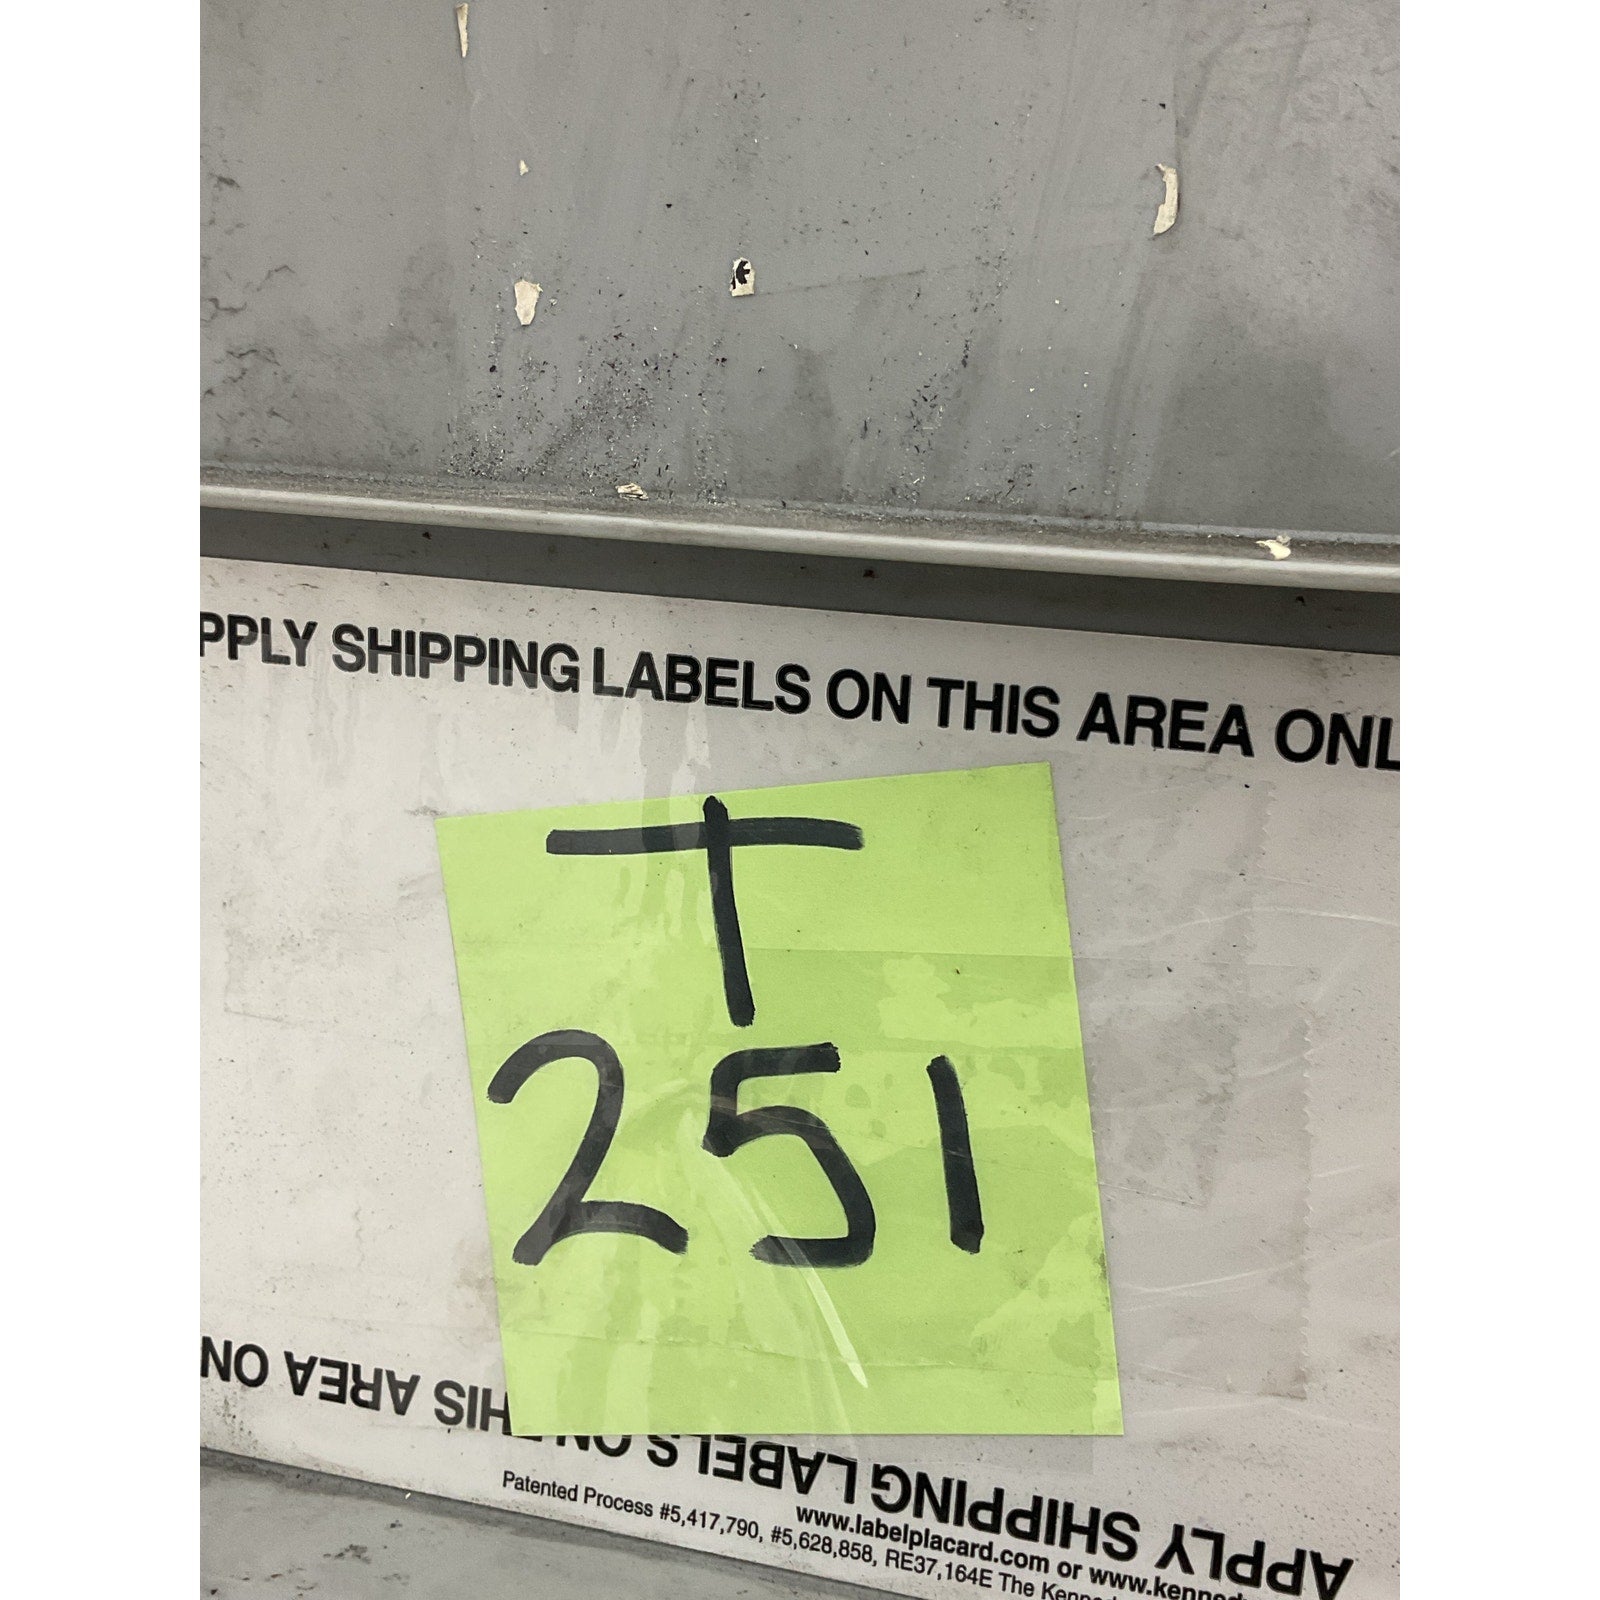 PPLY SHIPPING LABELS ON THIS AREA ONL
T
251
APPLY SHIPPING LABELS ON THIS AREA ON
www.labelplacard.com or www.kenned
Patented Process #5,417,790, #5,628,858, RE37,164E The Kenne